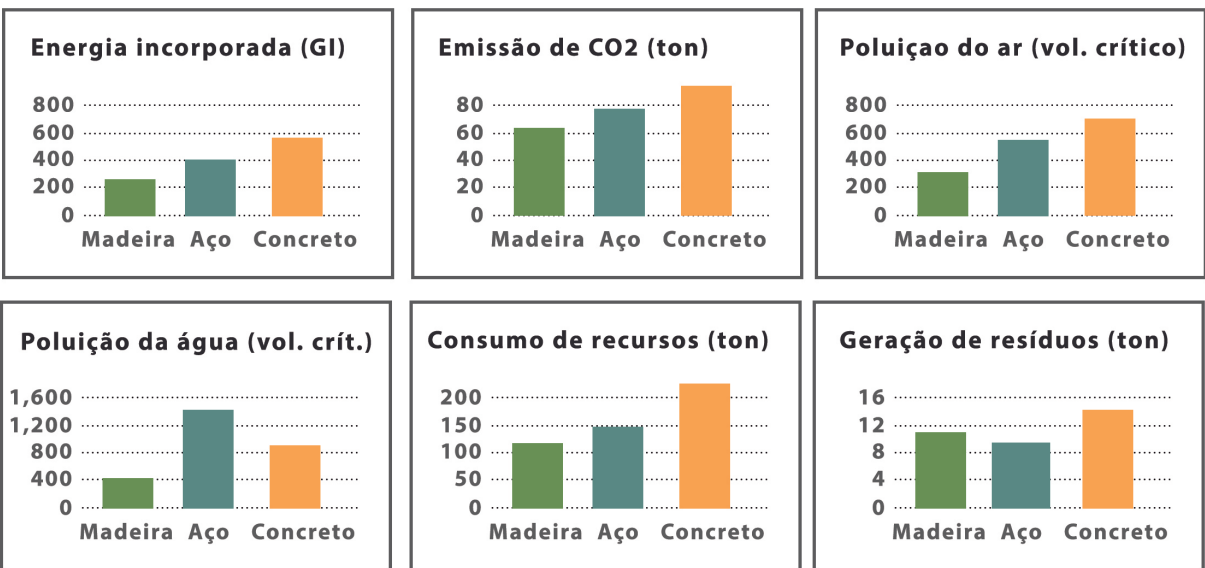 Energia incorporada (GI)
800
600
400
200
0
Madeira Aço Concreto
Emissão de CO2 (ton)
80
60
40
20
0
Madeira Aço Concreto
Poluiçao do ar (vol. crítico)
800
600
400
200
0
Madeira Aço Concreto
Poluição da água (vol. crít.)
1,600
1,200
800
400
0
Madeira Aço Concreto
Consumo de recursos (ton)
200
150
100
50
0
Madeira Aço Concreto
Geração de resíduos (ton)
16
12
8
4
0
Madeira Aço Concreto